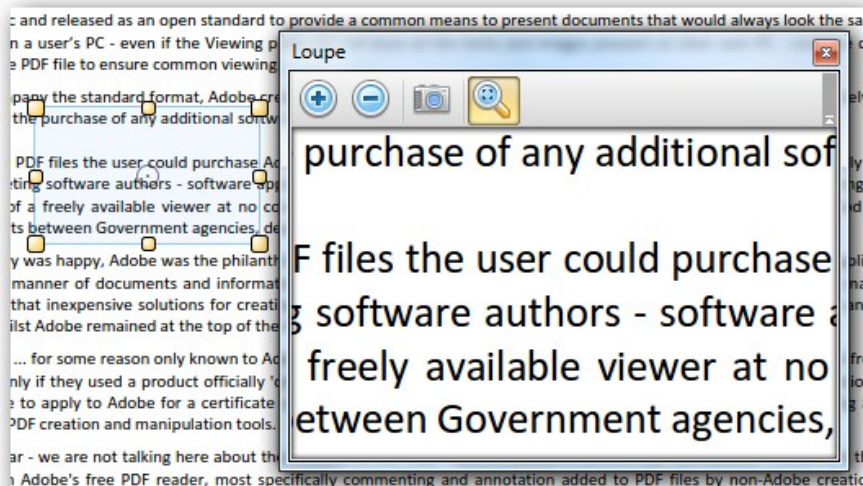 c and released as an open standard to provide a common means to present documents that would always look the sa
n a user's PC - even if the Viewing
e PDF file to ensure common viewing
pany the standard format, Adobe cre
the purchase of any additional softw
PDF files the user could purchase Ad
ting software authors - software app
of a freely available viewer at no co
ts between Government agencies, de
y was happy, Adobe was the philanth
manner of documents and informat
that inexpensive solutions for creati
ilst Adobe remained at the top of the
... for some reason only known to Ad
nly if they used a product officially
e to apply to Adobe for a certificate
PDF creation and manipulation tools.
ar - we are not talking here about the
n Adobe's free PDF reader, most specifically commenting and annotation added to PDF files by non-Adobe creatio
Loupe
purchase of any additional sof
F files the user could purchase
g software authors - software a
freely available viewer at no
etween Government agencies,